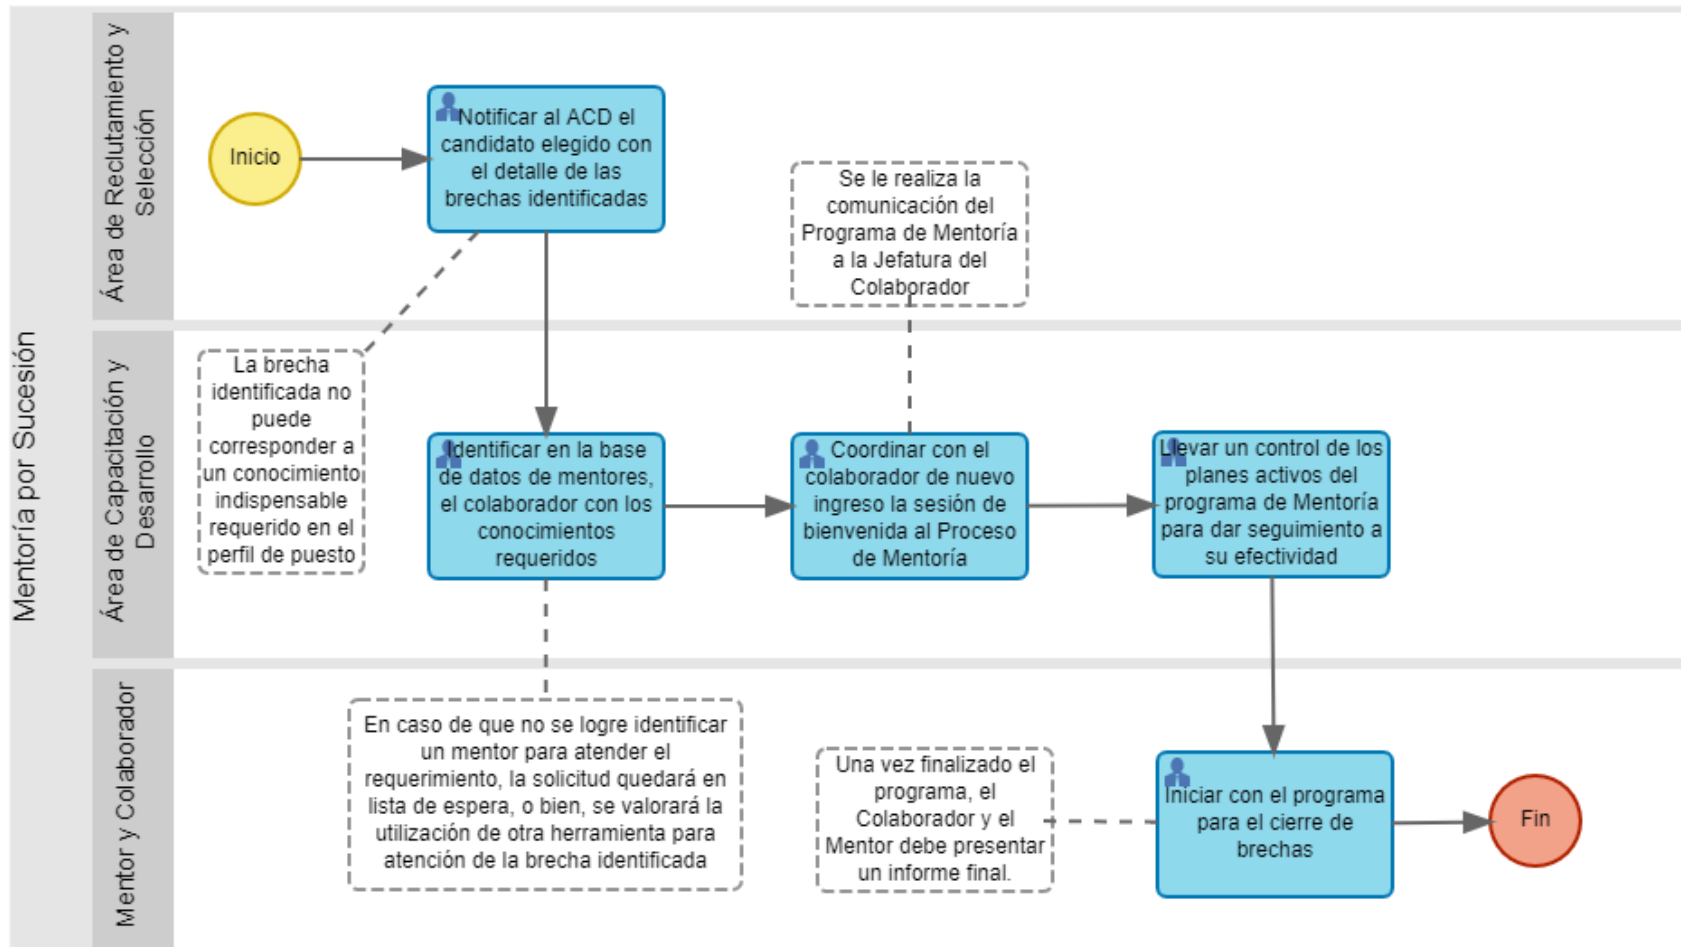 Mentoría por Sucesión
Área de Reclutamiento y
Selección
Inicio
Notificar al ACD el
candidato elegido con
el detalle de las
brechas identificadas
Se le realiza la
comunicación del
Programa de Mentoría
a la Jefatura del
Colaborador
Área de Capacitación y
Desarrollo
La brecha
identificada no
puede
corresponder a
un conocimiento
indispensable
requerido en el
perfil de puesto
Identificar en la base
de datos de mentores,
el colaborador con los
conocimientos
requeridos
Coordinar con el
colaborador de nuevo
ingreso la sesión de
bienvenida al Proceso
de Mentoría
Llevar un control de los
planes activos del
programa de Mentoría
para dar seguimiento a
su efectividad
Mentor y Colaborador
En caso de que no se logre identificar
un mentor para atender el
requerimiento, la solicitud quedará en
lista de espera, o bien, se valorará la
utilización de otra herramienta para
atención de la brecha identificada
Una vez finalizado el
programa, el
Colaborador y el
Mentor debe presentar
un informe final.
Iniciar con el programa
para el cierre de
brechas
Fin